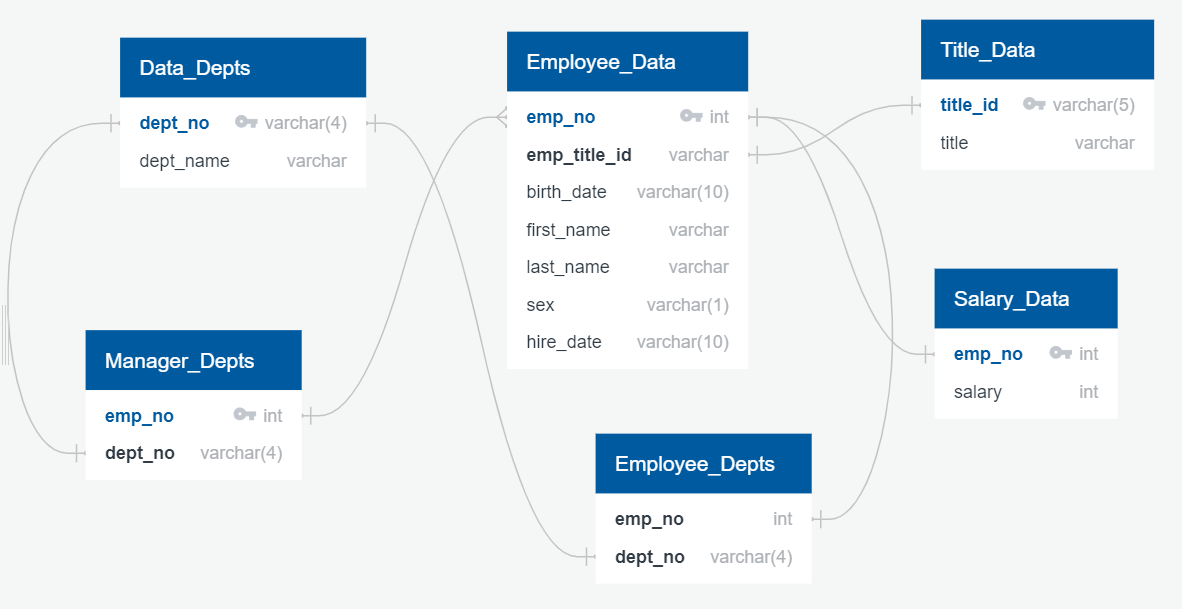 Data_Depts
dept_no varchar(4)
dept_name varchar
Employee_Data
emp_no int
emp_title_id varchar
birth_date varchar(10)
first_name varchar
last_name varchar
sex varchar(1)
hire_date varchar(10)
Title_Data
title_id varchar(5)
title varchar
Manager_Depts
emp_no int
dept_no varchar(4)
Salary_Data
emp_no int
salary int
Employee_Depts
emp_no int
dept_no varchar(4)